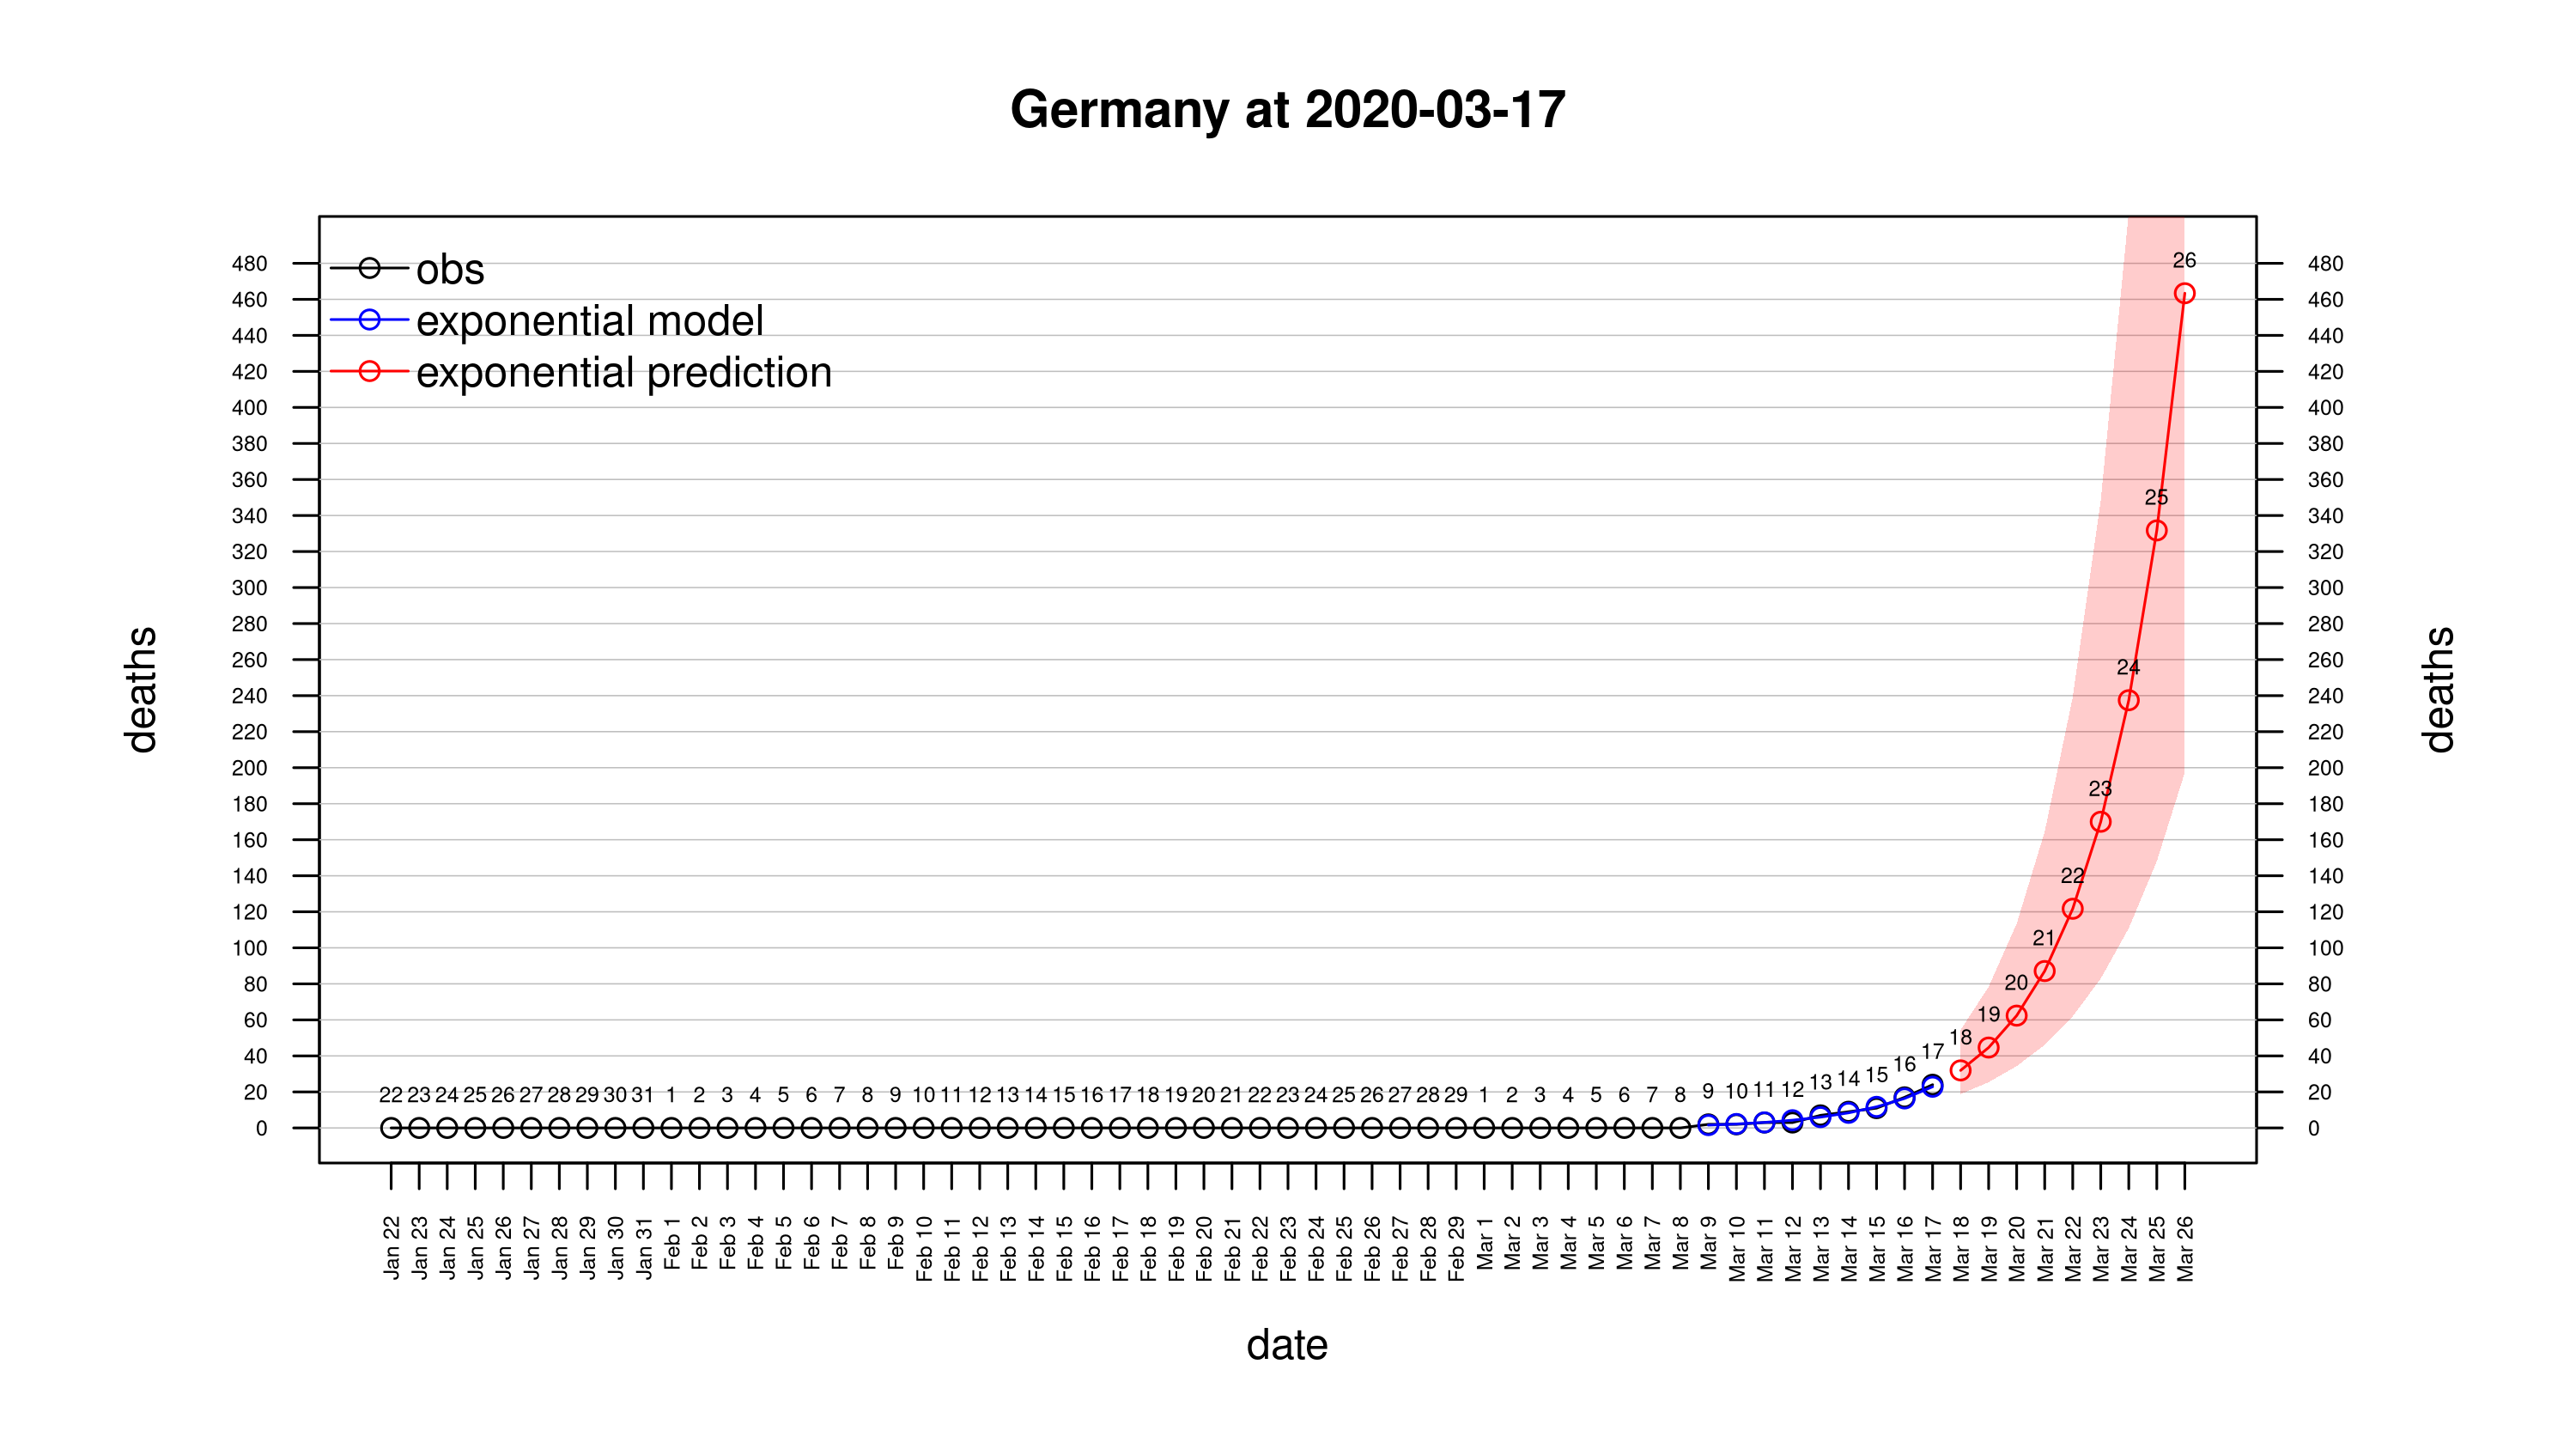 Germany at 2020-03-17
obs
exponential model
exponential prediction
deaths
deaths
480 480
460 460
440 440
420 420
400 400
380 380
360 360
340 340
320 320
300 300
280 280
260 260
240 240
220 220
200 200
180 180
160 160
140 140
120 120
100 100
80 80
60 60
40 40
20 20
0 0
22 23 24 25 26 27 28 29 30 31 1 2 3 4 5 6 7 8 9 10 11 12 13 14 15 16 17 18 19 20 21 22 23 24 25 26 27 28 29 1 2 3 4 5 6 7 8 9 10 11 12 13 14 15 16 17 18 19 20 21 22 23 24 25 26
Jan 22
Jan 23
Jan 24
Jan 25
Jan 26
Jan 27
Jan 28
Jan 29
Jan 30
Jan 31
Feb 1
Feb 2
Feb 3
Feb 4
Feb 5
Feb 6
Feb 7
Feb 8
Feb 9
Feb 10
Feb 11
Feb 12
Feb 13
Feb 14
Feb 15
Feb 16
Feb 17
Feb 18
Feb 19
Feb 20
Feb 21
Feb 22
Feb 23
Feb 24
Feb 25
Feb 26
Feb 27
Feb 28
Feb 29
Mar 1
Mar 2
Mar 3
Mar 4
Mar 5
Mar 6
Mar 7
Mar 8
Mar 9
Mar 10
Mar 11
Mar 12
Mar 13
Mar 14
Mar 15
Mar 16
Mar 17
Mar 18
Mar 19
Mar 20
Mar 21
Mar 22
Mar 23
Mar 24
Mar 25
Mar 26
date